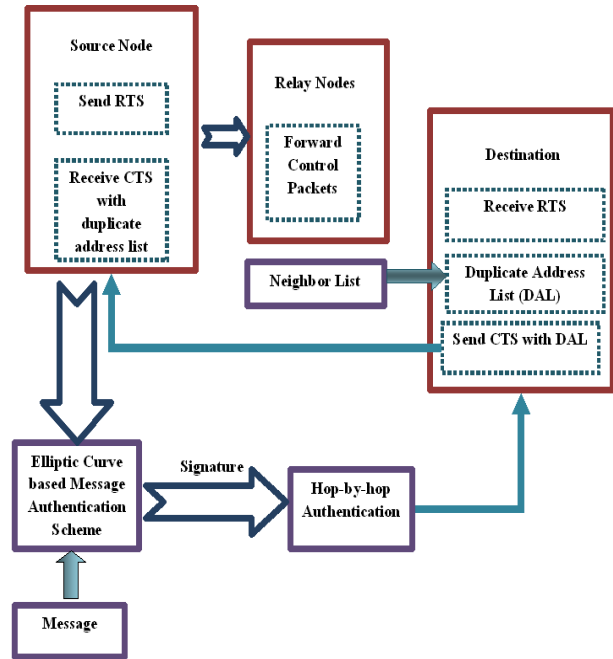 Source Node
Send RTS
Receive CTS
with
duplicate
address list
Relay Nodes
Forward
Control
Packets
Destination
Receive RTS
Neighbor List
Duplicate Address
List (DAL)
Send CTS with DAL
Elliptic Curve
based Message
Authentication
Scheme
Signature
Hop-by-hop
Authentication
Message